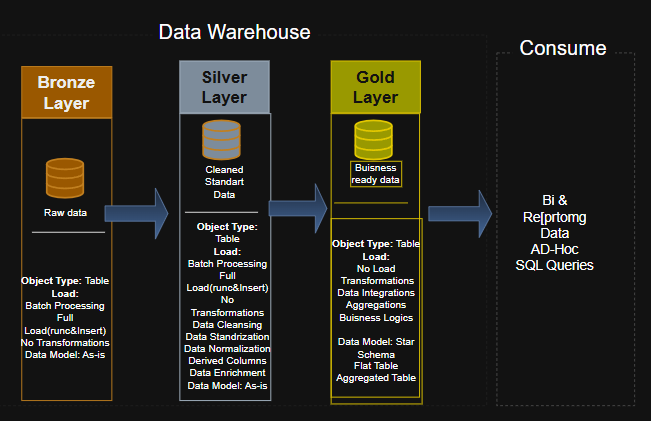 Data Warehouse
Consume
Bronze
Layer
Raw data
Object Type: Table
Load:
Batch Processing
Full
Load(runc&Insert)
No Transformations
Data Model: As-is
Silver
Layer
Cleaned
Standart
Data
Object Type:
Table
Load:
Batch Processing
Full
Load(runc&Insert)
No
Transformations
Data Cleansing
Data Standrization
Data Normalization
Derived Columns
Data Enrichment
Data Model: As-is
Gold
Layer
Buisness
ready data
Object Type: Table
Load:
No Load
Transformations
Data Integrations
Aggregations
Buisness Logics
Data Model: Star
Schema
Flat Table
Aggregated Table
Bi &
Re[prtomg
Data
AD-Hoc
SQL Queries